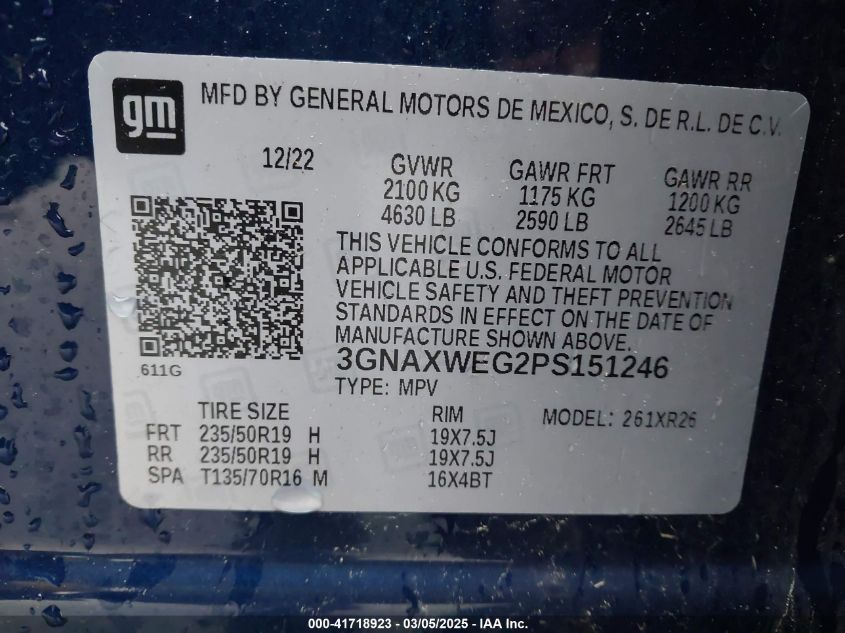 gm
MFD BY GENERAL MOTORS DE MEXICO, S. DE R.L. DE C.V.
12/22 GVWR GAWR FRT GAWR RR
2100 KG 1175 KG 1200 KG
4630 LB 2590 LB 2645 LB
THIS VEHICLE CONFORMS TO ALL
APPLICABLE U.S. FEDERAL MOTOR
VEHICLE SAFETY AND THEFT PREVENTION
STANDARDS IN EFFECT ON THE DATE OF
MANUFACTURE SHOWN ABOVE.
3GNAXWEG2PS151246
611G
TYPE: MPV
TIRE SIZE RIM MODEL: 261XR26
FRT 235/50R19 H 19X7.5J
RR 235/50R19 H 19X7.5J
SPA T135/70R16 M 16X4BT
000-41718923 - 03/05/2025 - IAA Inc.